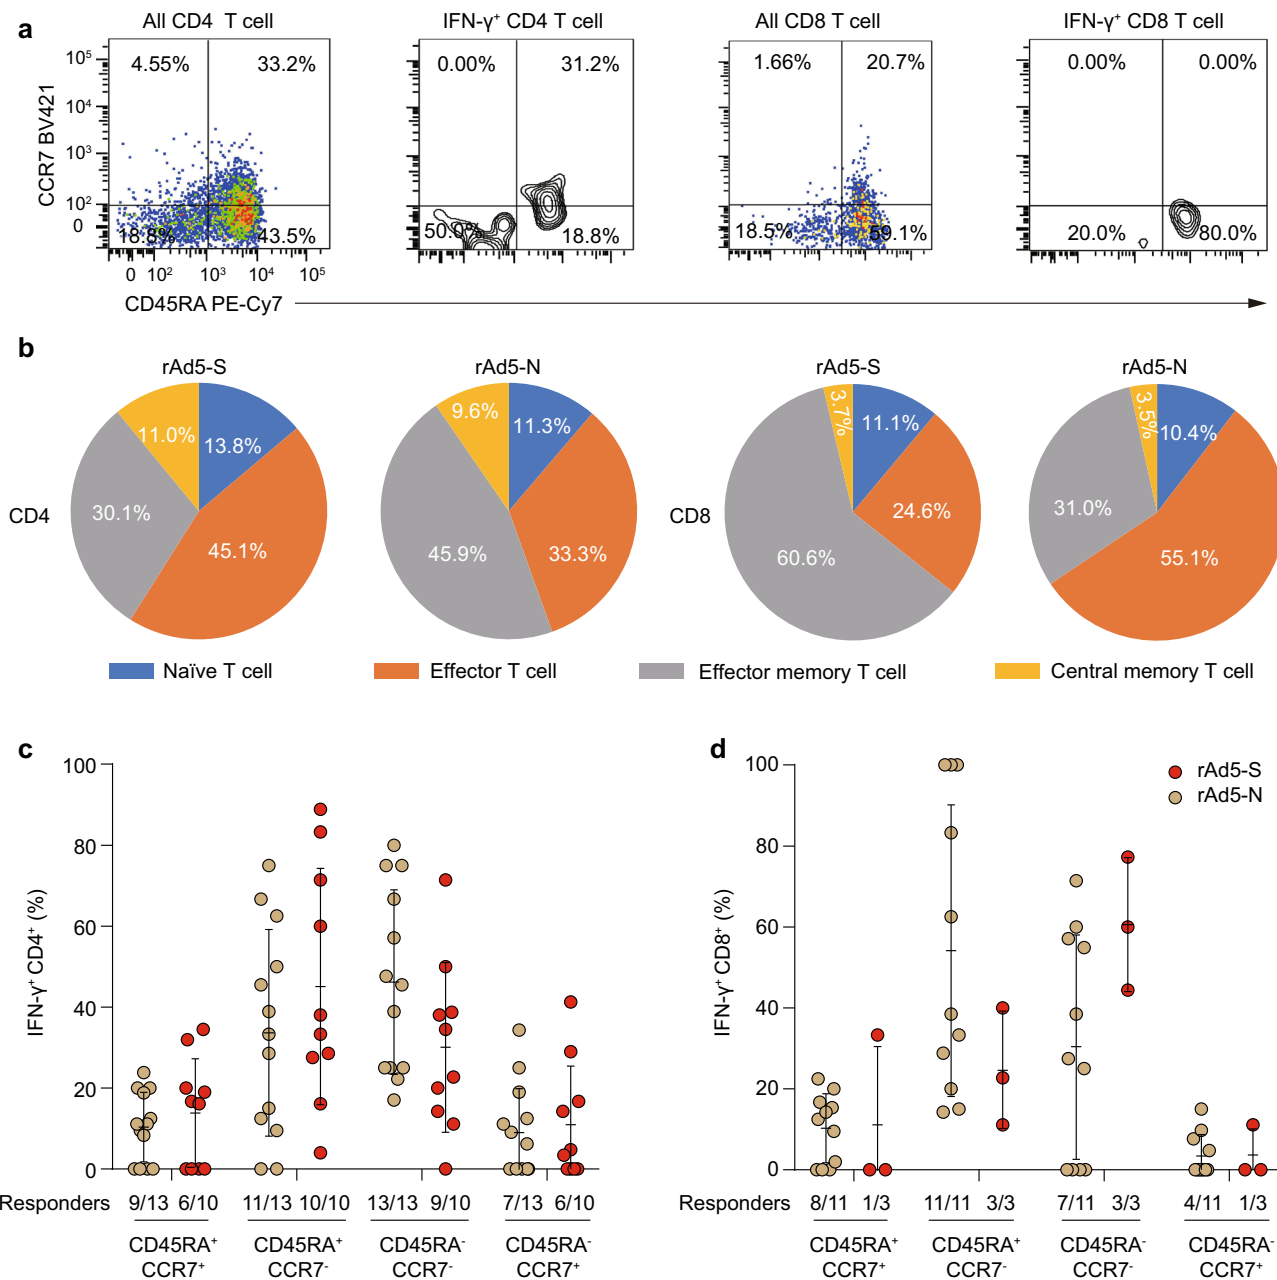 a
All CD4 T cell
IFN-γ⁺ CD4 T cell
All CD8 T cell
IFN-γ⁺ CD8 T cell
4.55% 33.2%
0.00% 31.2%
1.66% 20.7%
0.00% 0.00%
CCR7 BV421
10⁵
10⁴
10³
10²
0
18.8% 43.5%
50.0% 18.8%
18.5% 59.1%
20.0% 80.0%
0 10² 10³ 10⁴ 10⁵
CD45RA PE-Cy7
b
rAd5-S
rAd5-N
rAd5-S
rAd5-N
CD4
11.0%
13.8%
30.1%
45.1%
9.6%
11.3%
45.9%
33.3%
CD8
3.7%
11.1%
24.6%
60.6%
3.5%
10.4%
31.0%
55.1%
Naïve T cell
Effector T cell
Effector memory T cell
Central memory T cell
c
IFN-γ⁺ CD4⁺ (%)
100
80
60
40
20
0
Responders 9/13 6/10 11/13 10/10 13/13 9/10 7/13 6/10
CD45RA⁺ CD45RA⁺ CD45RA⁻ CD45RA⁻
CCR7⁺ CCR7⁻ CCR7⁻ CCR7⁺
d
rAd5-S
rAd5-N
IFN-γ⁺ CD8⁺ (%)
100
80
60
40
20
0
Responders 8/11 1/3 11/11 3/3 7/11 3/3 4/11 1/3
CD45RA⁺ CD45RA⁺ CD45RA⁻ CD45RA⁻
CCR7⁺ CCR7⁻ CCR7⁻ CCR7⁺